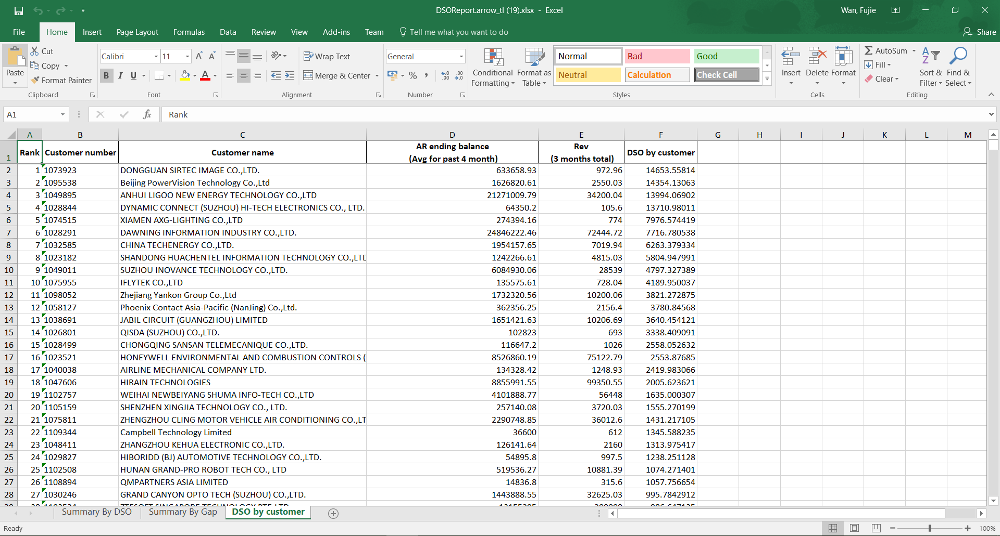 DSOReport.arrow_tl (19).xlsx - Excel
Wan, Fujie
File Home Insert Page Layout Formulas Data Review View Add-ins Team Tell me what you want to do Share
Paste
Cut
Copy
Format Painter
Clipboard
Calibri 11
B I U
Font
Wrap Text
Merge & Center
Alignment
General
%
Number
Conditional Formatting
Format as Table
Normal Bad Good
Neutral Calculation Check Cell
Styles
Insert Delete Format
Cells
AutoSum
Fill
Clear
Sort & Filter
Find & Select
Editing
A1 fx Rank
A B C D E F G H I J K L M
1 Rank Customer number Customer name AR ending balance (Avg for past 4 month) Rev (3 months total) DSO by customer
2 1 1073923 DONGGUAN SIRTEC IMAGE CO.,LTD. 633658.93 972.96 14653.55814
3 2 1095538 Beijing PowerVision Technology Co.,Ltd 1626820.61 2550.03 14354.13063
4 3 1049895 ANHUI LIGOO NEW ENERGY TECHNOLOGY CO.,LTD 21271009.79 34200.04 13994.06902
5 4 1028844 DYNAMIC CONNECT (SUZHOU) HI-TECH ELECTRONICS CO., LTD. 64350.2 105.6 13710.98011
6 5 1074515 XIAMEN AXG-LIGHTING CO.,LTD 274394.16 774 7976.574419
7 6 1028291 DAWNING INFORMATION INDUSTRY CO.,LTD. 24846222.46 72444.72 7716.780538
8 7 1032585 CHINA TECHENERGY CO.,LTD. 1954157.65 7019.94 6263.379334
9 8 1023182 SHANDONG HUACHENTEL INFORMATION TECHNOLOGY CO.,LTD 1242266.61 4815.03 5804.947991
10 9 1049011 SUZHOU INOVANCE TECHNOLOGY CO.,LTD. 6084930.06 28539 4797.327389
11 10 1075955 IFLYTEK CO.,LTD 135575.61 728.04 4189.950037
12 11 1098052 Zhejiang Yankon Group Co.,Ltd 1732320.56 10200.06 3821.272875
13 12 1058127 Phoenix Contact Asia-Pacific (NanJing) Co.,Ltd. 362356.25 2156.4 3780.84568
14 13 1038691 JABIL CIRCUIT (GUANGZHOU) LIMITED 1651421.63 10206.69 3640.454121
15 14 1026801 QISDA (SUZHOU) CO.,LTD. 102823 693 3338.409091
16 15 1028499 CHONGQING SANSAN TELEMECANIQUE CO.,LTD. 116647.2 1026 2558.052632
17 16 1023521 HONEYWELL ENVIRONMENTAL AND COMBUSTION CONTROLS ( 8526860.19 75122.79 2553.87685
18 17 1040038 AIRLINE MECHANICAL COMPANY LTD. 134328.42 1248.93 2419.983066
19 18 1047606 HIRAIN TECHNOLOGIES 8855991.55 99350.55 2005.623621
20 19 1102757 WEIHAI NEWBEIYANG SHUMA INFO-TECH CO.,LTD 4101888.77 56448 1635.000307
21 20 1105159 SHENZHEN XINGJIA TECHNOLOGY CO., LTD. 257140.08 3720.03 1555.270199
22 21 1075811 ZHENGZHOU CLING MOTOR VEHICLE AIR CONDITIONING CO.,LT 2290748.85 36012.6 1431.217105
23 22 1109344 Campbell Technology Limited 36600 612 1345.588235
24 23 1048411 ZHANGZHOU KEHUA ELECTRONIC CO.,LTD. 126141.64 2160 1313.975417
25 24 1029827 HIBORIDD (BJ) AUTOMOTIVE TECHNOLOGY CO.,LTD. 54895.8 997.5 1238.251128
26 25 1102508 HUNAN GRAND-PRO ROBOT TECH CO., LTD 519536.27 10881.39 1074.271401
27 26 1108894 QMPARTNERS ASIA LIMITED 14836.8 315.6 1057.756654
28 27 1030246 GRAND CANYON OPTO TECH (SUZHOU) CO.,LTD. 1443888.55 32625.03 995.7842912
Summary By DSO Summary By Gap DSO by customer
Ready 100%